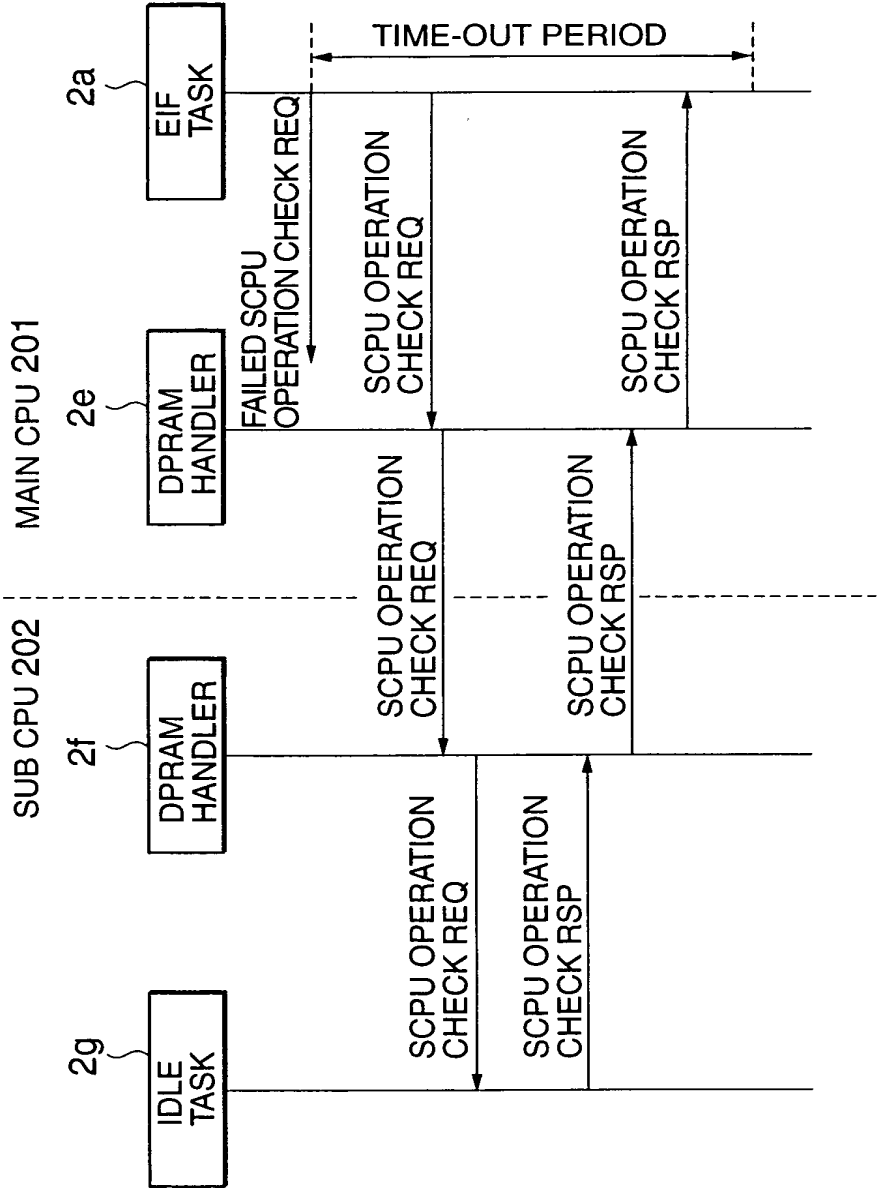 SUB CPU 202
MAIN CPU 201
2g
2f
2e
2a
IDLE
TASK
DPRAM
HANDLER
DPRAM
HANDLER
EIF
TASK
TIME-OUT PERIOD
FAILED SCPU
OPERATION CHECK REQ
SCPU OPERATION
CHECK REQ
SCPU OPERATION
CHECK REQ
SCPU OPERATION
CHECK REQ
SCPU OPERATION
CHECK RSP
SCPU OPERATION
CHECK RSP
SCPU OPERATION
CHECK RSP